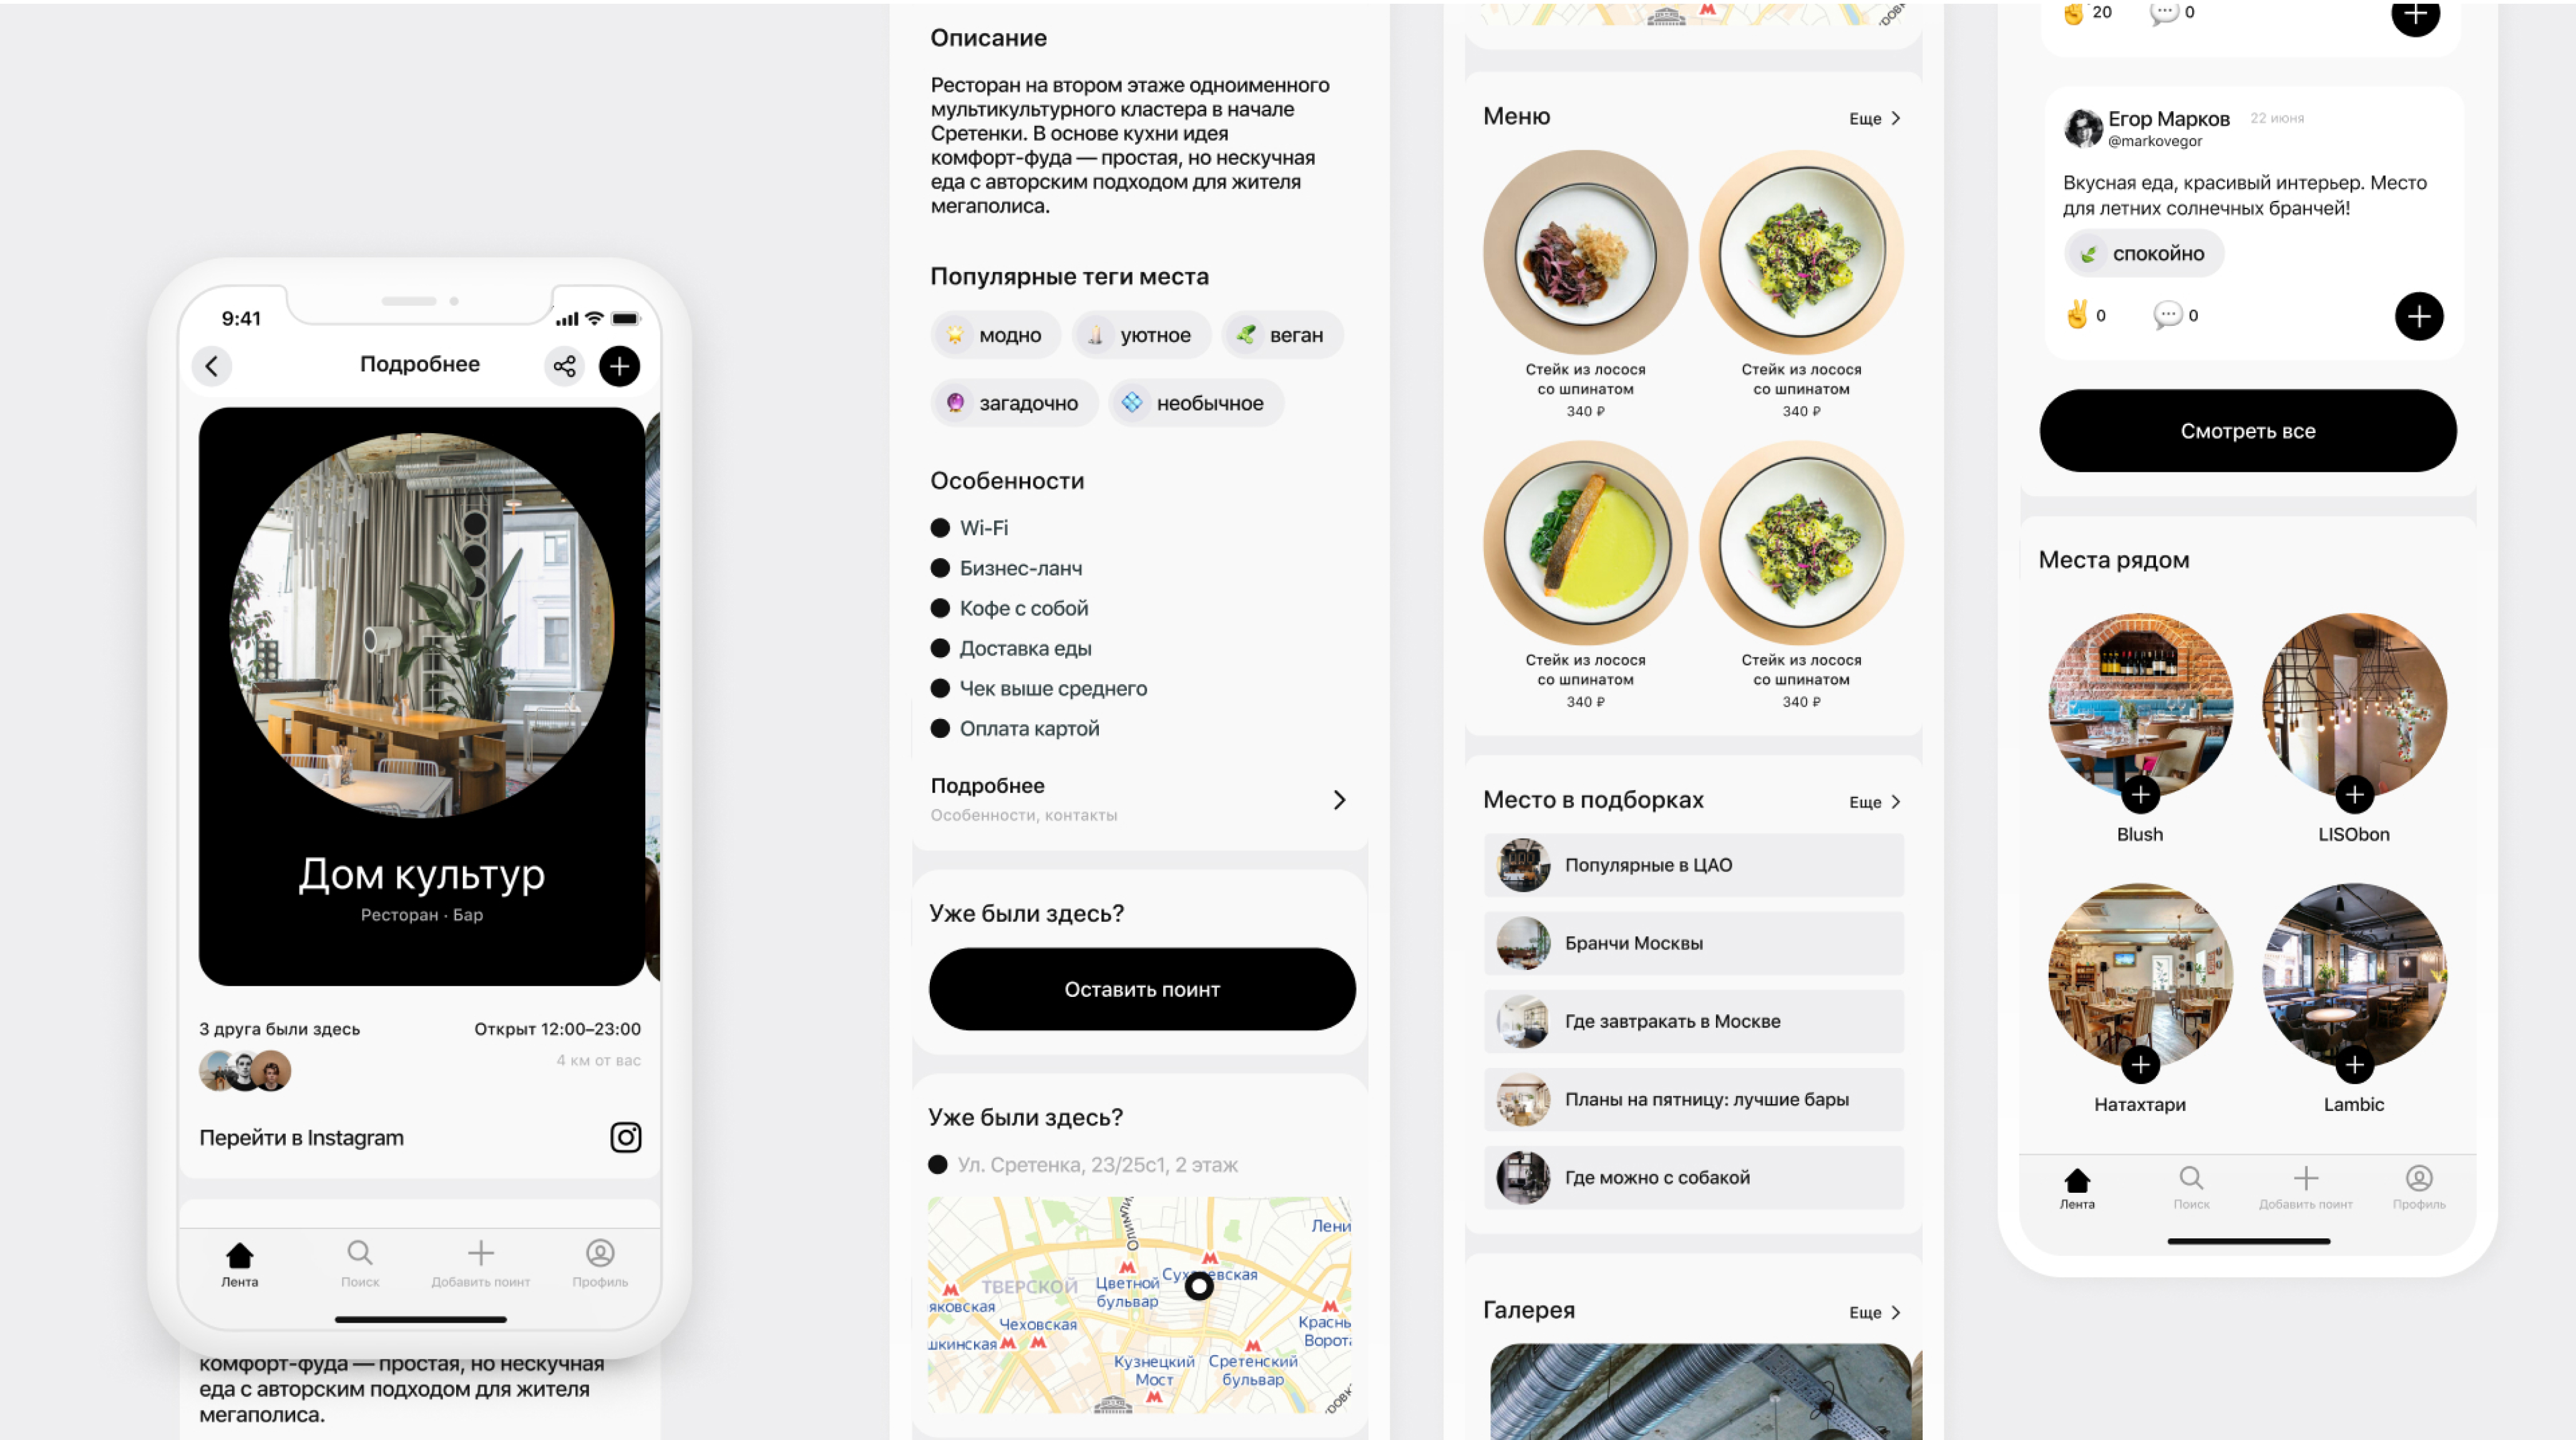 9:41
Подробнее
Дом культур
Ресторан · Бар
3 друга были здесь
Открыт 12:00–23:00
4 км от вас
Перейти в Instagram
Лента
Поиск
Добавить поинт
Профиль
комфорт-фуда — простая, но нескучная
еда с авторским подходом для жителя
мегаполиса.
Описание
Ресторан на втором этаже одноименного
мультикультурного кластера в начале
Сретенки. В основе кухни идея
комфорт-фуда — простая, но нескучная
еда с авторским подходом для жителя
мегаполиса.
Популярные теги места
модно
уютное
веган
загадочно
необычное
Особенности
Wi-Fi
Бизнес-ланч
Кофе с собой
Доставка еды
Чек выше среднего
Оплата картой
Подробнее
Особенности, контакты
Уже были здесь?
Оставить поинт
Уже были здесь?
Ул. Сретенка, 23/25с1, 2 этаж
Олимпи
Лени
ТВЕРСКОЙ
Цветной
бульвар
яковская
Чеховская
шкинская
Красны
Ворота
Кузнецкий
Мост
Сретенский
бульвар
Меню
Еще
Стейк из лосося
со шпинатом
340 ₽
Стейк из лосося
со шпинатом
340 ₽
Стейк из лосося
со шпинатом
340 ₽
Стейк из лосося
со шпинатом
340 ₽
Место в подборках
Еще
Популярные в ЦАО
Бранчи Москвы
Где завтракать в Москве
Планы на пятницу: лучшие бары
Где можно с собакой
Галерея
Еще
20
0
Егор Марков
22 июня
@markovegor
Вкусная еда, красивый интерьер. Место
для летних солнечных бранчей!
спокойно
0
0
Смотреть все
Места рядом
Blush
LISObon
Натахтари
Lambic
Лента
Поиск
Добавить поинт
Профиль